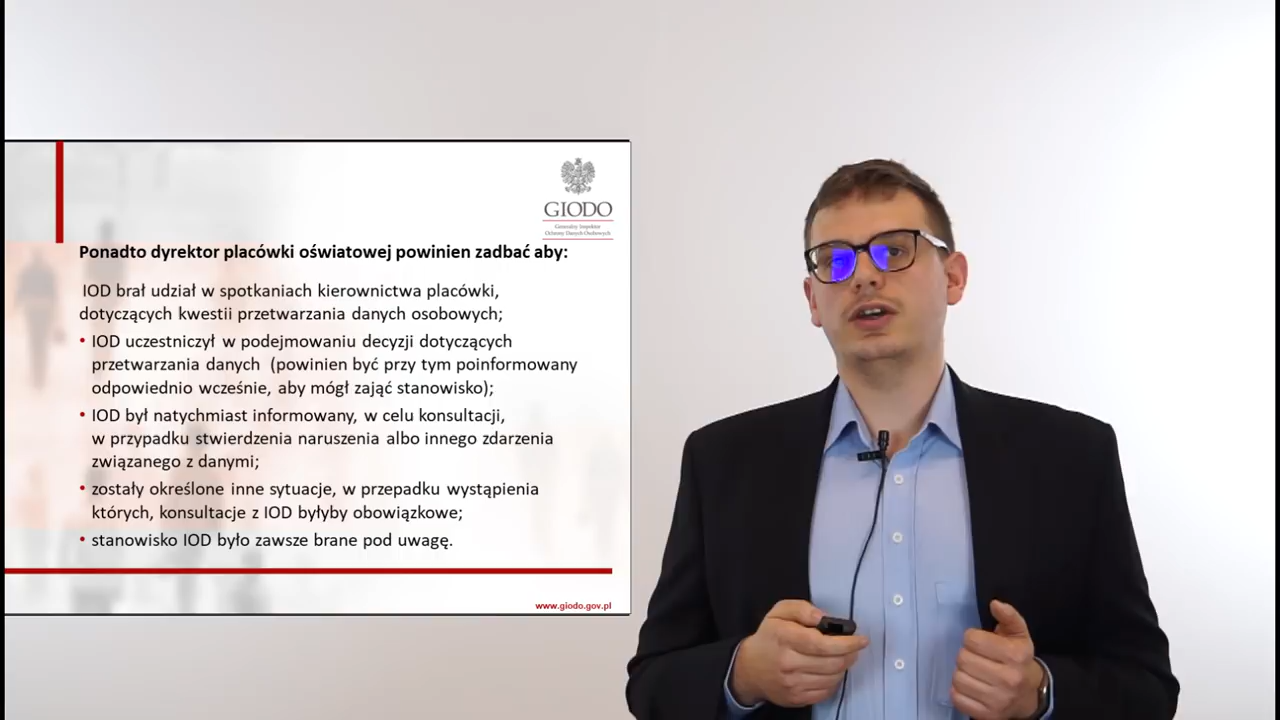 GIODO
Generalny Inspektor
Ochrony Danych Osobowych
Ponadto dyrektor placówki oświatowej powinien zadbać aby:
IOD brał udział w spotkaniach kierownictwa placówki,
dotyczących kwestii przetwarzania danych osobowych;
• IOD uczestniczył w podejmowaniu decyzji dotyczących
przetwarzania danych (powinien być przy tym poinformowany
odpowiednio wcześnie, aby mógł zająć stanowisko);
• IOD był natychmiast informowany, w celu konsultacji,
w przypadku stwierdzenia naruszenia albo innego zdarzenia
związanego z danymi;
• zostały określone inne sytuacje, w przepadku wystąpienia
których, konsultacje z IOD byłyby obowiązkowe;
• stanowisko IOD było zawsze brane pod uwagę.
www.giodo.gov.pl